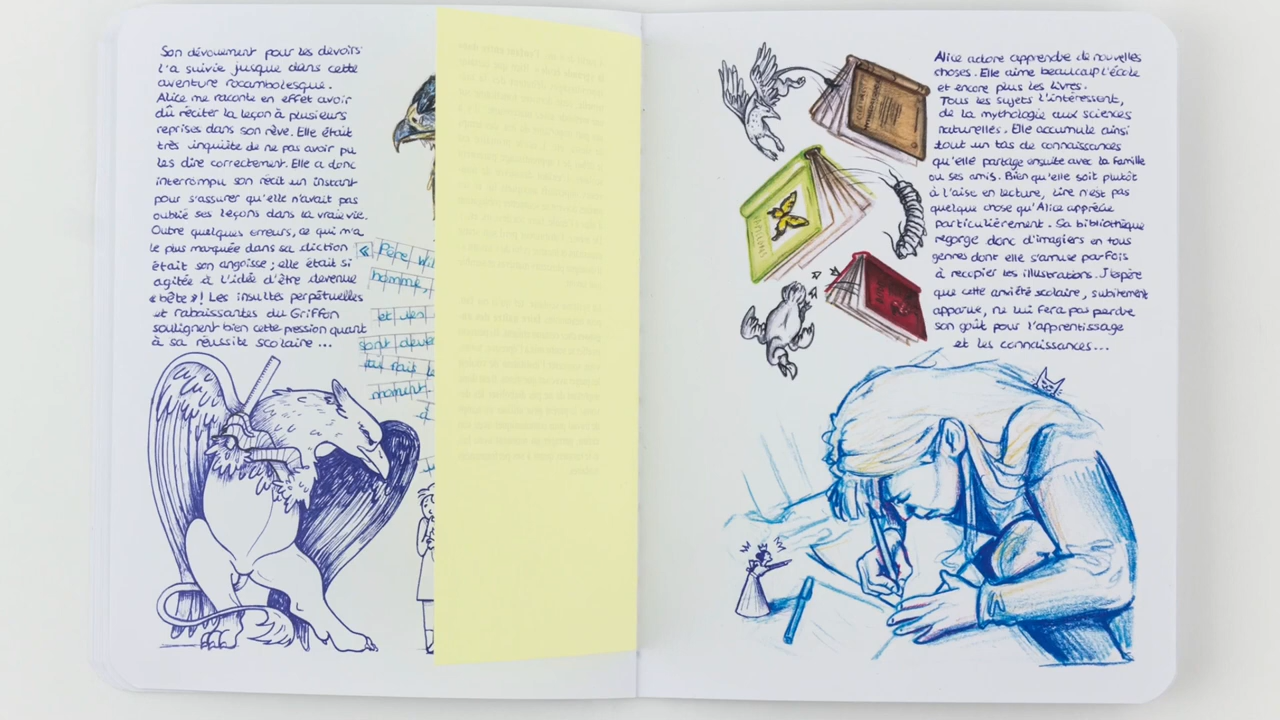 Son dévouement pour les devoirs
l'a suivie jusque dans cette
aventure rocambolesque.
Alice me raconte en effet avoir
dû réciter la leçon à plusieurs
reprises dans son rêve. Elle était
très inquiète de ne pas avoir pu
les dire correctement. Elle a donc
interrompu son récit un instant
pour s'assurer qu'elle n'avait pas
oublié ses leçons dans la vraie vie.
Outre quelques erreurs, ce qui m'a
le plus marquée dans sa diction
était son angoisse ; elle était si
agitée à l'idée d'être devenue
« bête » ! Les insultes perpétuelles
et rabaissantes du Griffon
soulignent bien cette pression quant
à sa réussite scolaire ...
« Père Wil
homme,
et vos
sont deve
à
Alice adore apprendre de nouvelles
choses. Elle aime beaucoup l'école
et encore plus les livres.
Tous les sujets l'intéressent,
de la mythologie aux sciences
naturelles. Elle accumule ainsi
tout un tas de connaissances
qu'elle partage ensuite avec la famille
ou ses amis. Bien qu'elle soit plutôt
à l'aise en lecture, lire n'est pas
quelque chose qu'Alice apprécie
particulièrement. Sa bibliothèque
regorge donc d'imagiers en tous
genres dont elle s'amuse parfois
à recopier les illustrations. J'espère
que cette anxiété scolaire, subitement
apparue, ne lui fera pas perdre
son goût pour l'apprentissage
et les connaissances...